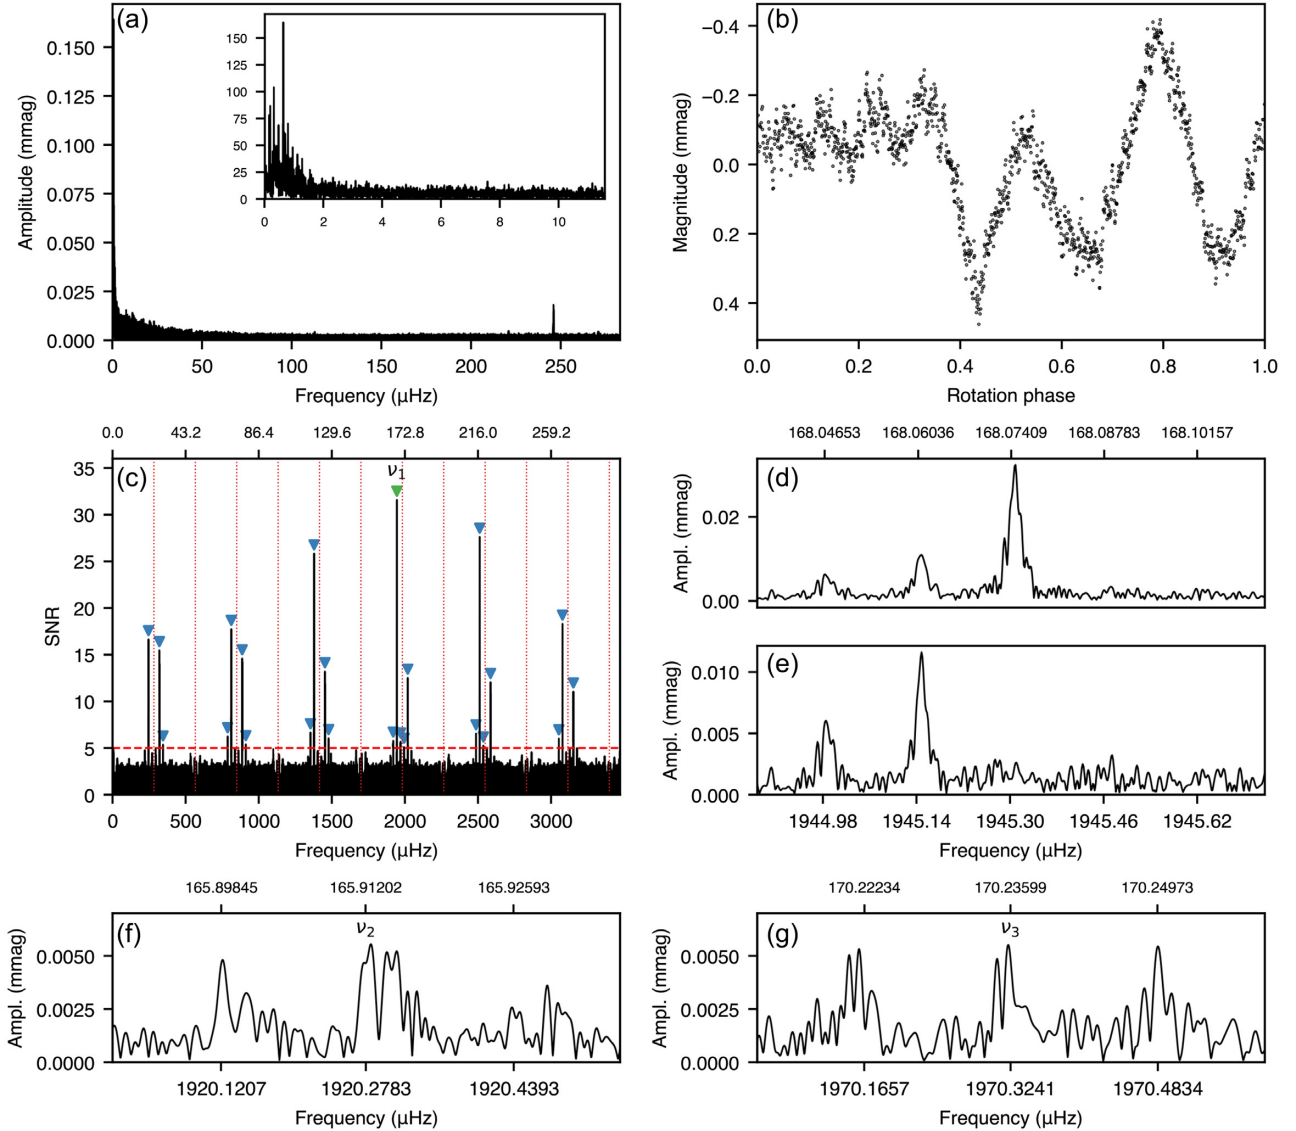 (a)
0.150
0.125
0.100
0.075
0.050
0.025
0.000
Amplitude (mmag)
150
125
100
75
50
25
0
0 2 4 6 8 10
0 50 100 150 200 250
Frequency (μHz)
(b)
−0.4
−0.2
0.0
0.2
0.4
Magnitude (mmag)
0.0 0.2 0.4 0.6 0.8 1.0
Rotation phase
0.0 43.2 86.4 129.6 172.8 216.0 259.2
(c)
ν1
35
30
25
20
15
10
5
0
SNR
0 500 1000 1500 2000 2500 3000
Frequency (μHz)
168.04653 168.06036 168.07409 168.08783 168.10157
(d)
0.02
0.00
Ampl. (mmag)
(e)
0.010
0.005
0.000
Ampl. (mmag)
1944.98 1945.14 1945.30 1945.46 1945.62
Frequency (μHz)
165.89845 165.91202 165.92593
(f)
ν2
0.0050
0.0025
0.0000
Ampl. (mmag)
1920.1207 1920.2783 1920.4393
Frequency (μHz)
170.22234 170.23599 170.24973
(g)
ν3
0.0050
0.0025
0.0000
Ampl. (mmag)
1970.1657 1970.3241 1970.4834
Frequency (μHz)